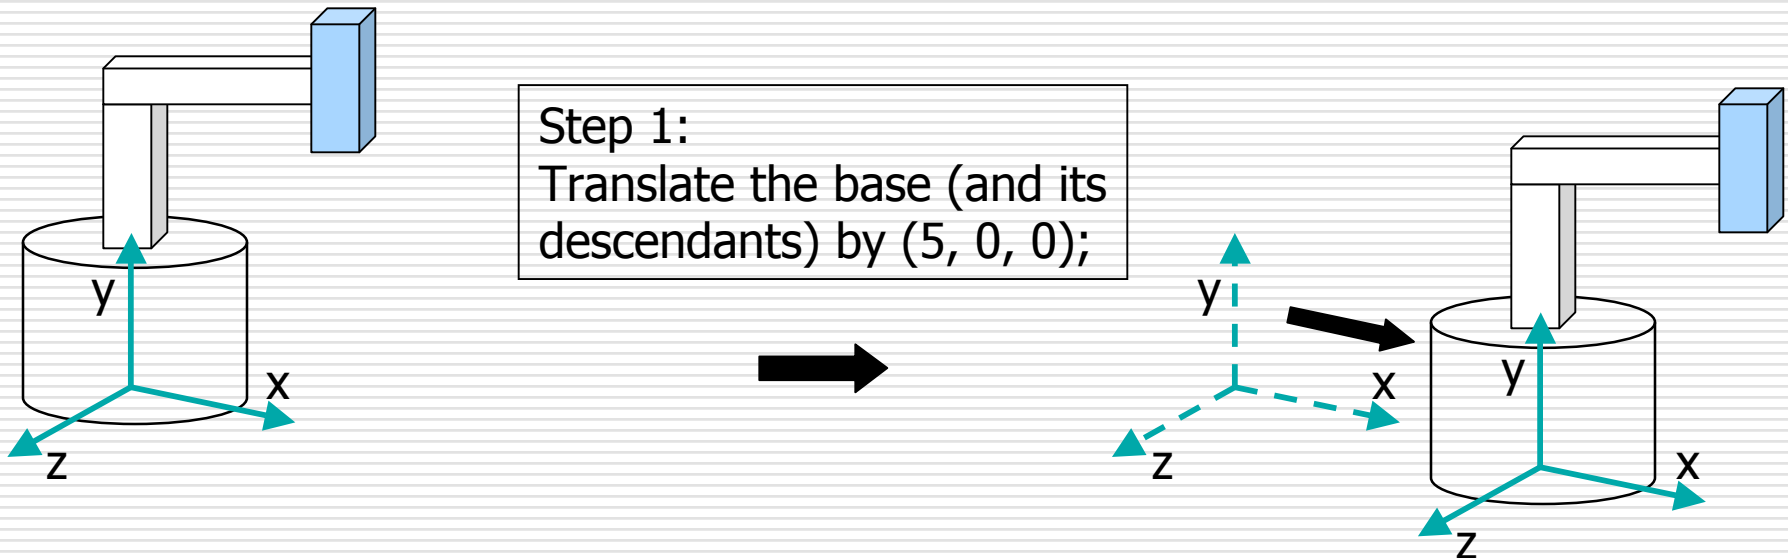 Step 1:
Translate the base (and its
descendants) by (5, 0, 0);
y
x
z
y
x
z
y
x
z